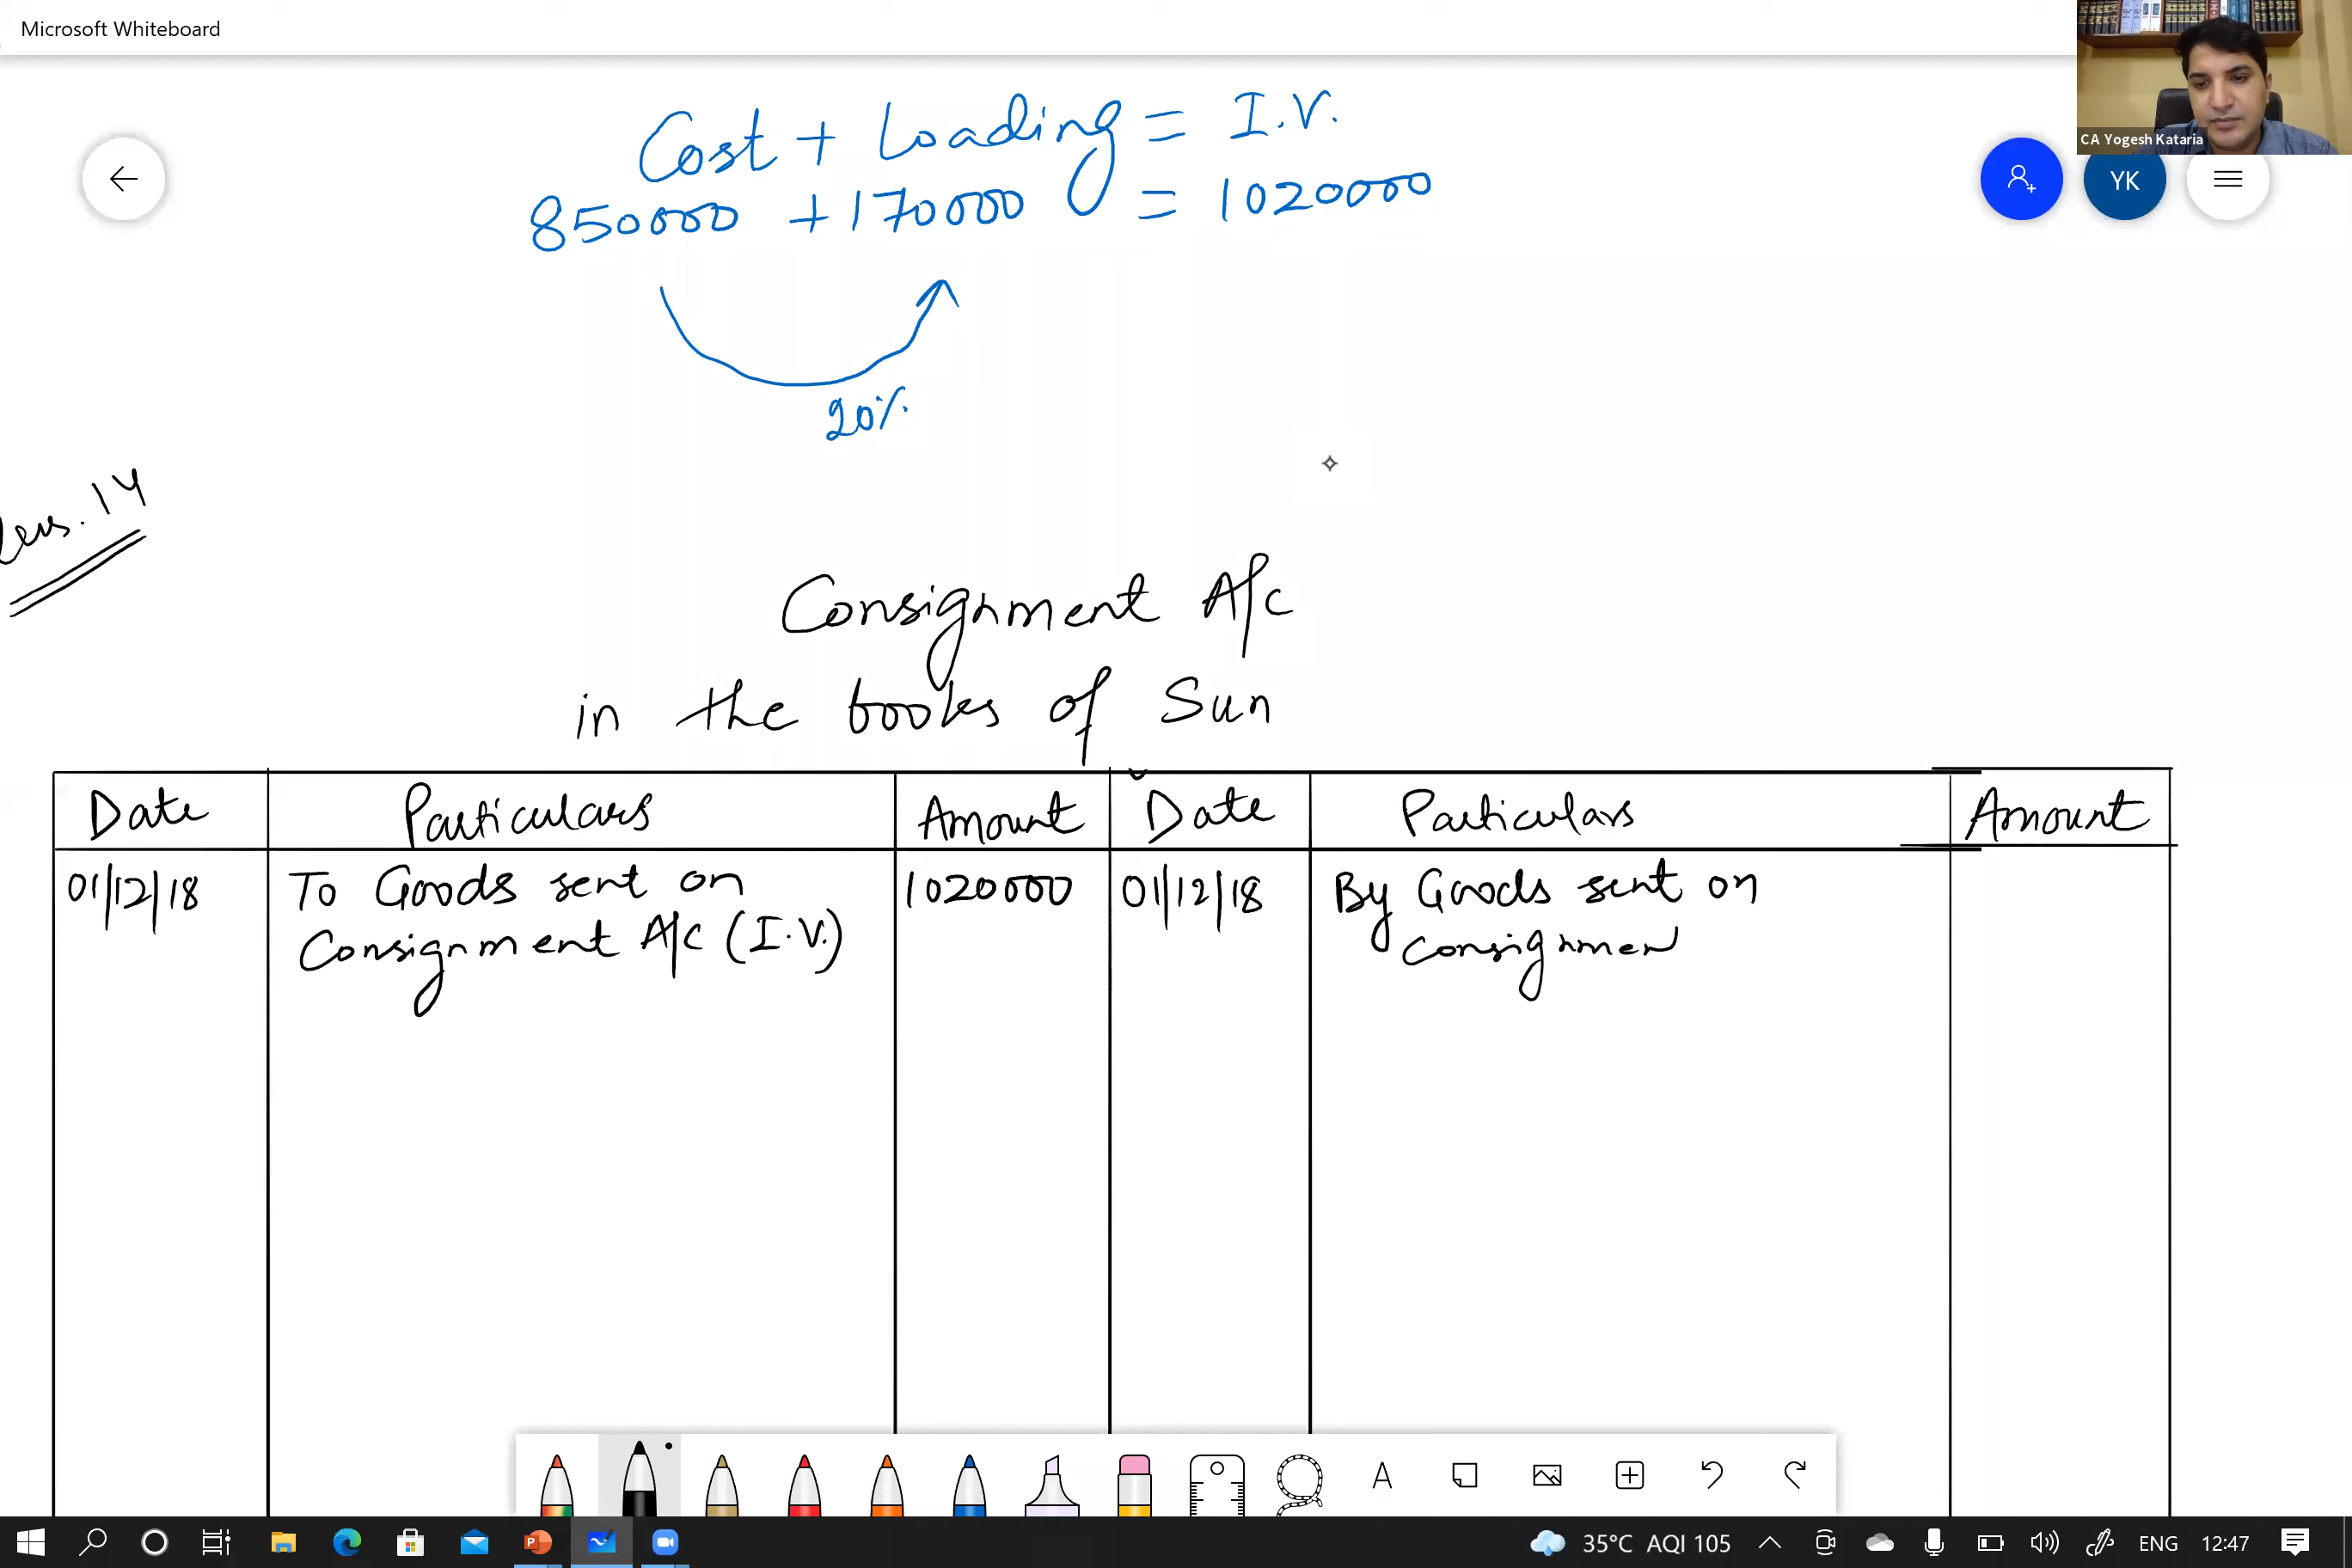 Microsoft Whiteboard
CA Yogesh Kataria
YK
Cost + Loading = I.V.
850000 + 170000 = 1020000
20%
14
Consignment A/c
in the books of Sun
Date Particulars Amount Date Particulars Amount
01/12/18 To Goods sent on 1020000 01/12/18 By Goods sent on
Consignment A/c (I.V.) Consignmen
A
35°C AQI 105 ENG 12:47